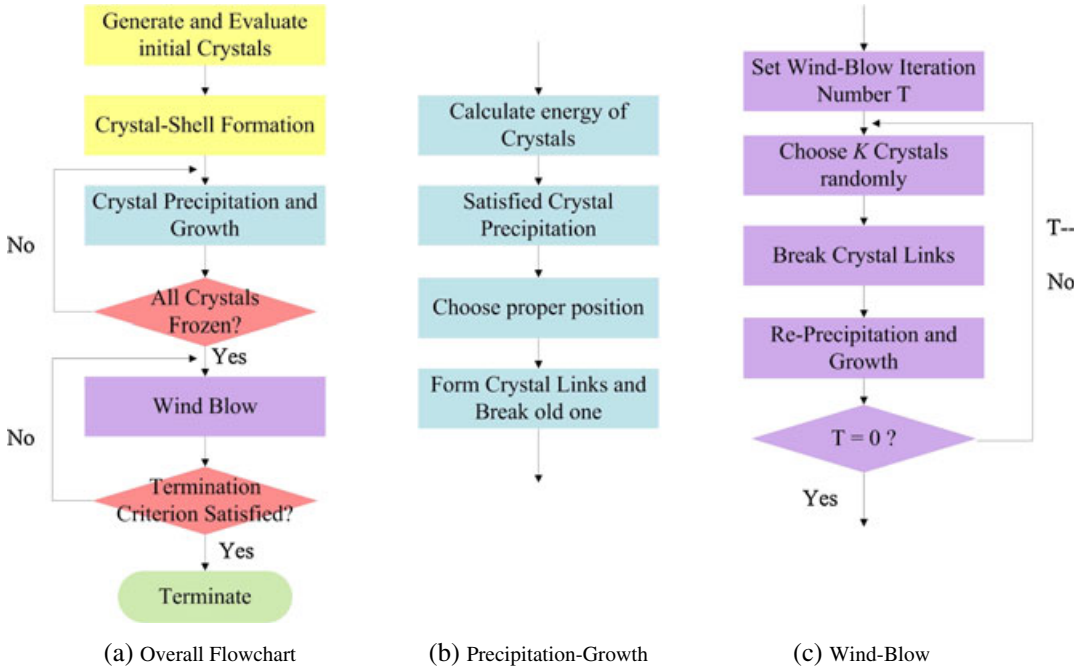 Generate and Evaluate
initial Crystals
Crystal-Shell Formation
Crystal Precipitation and
Growth
No
All Crystals
Frozen?
Yes
Wind Blow
No
Termination
Criterion Satisfied?
Yes
Terminate
(a) Overall Flowchart
Calculate energy of
Crystals
Satisfied Crystal
Precipitation
Choose proper position
Form Crystal Links and
Break old one
(b) Precipitation-Growth
Set Wind-Blow Iteration
Number T
Choose K Crystals
randomly
T--
Break Crystal Links
No
Re-Precipitation and
Growth
T = 0 ?
Yes
(c) Wind-Blow